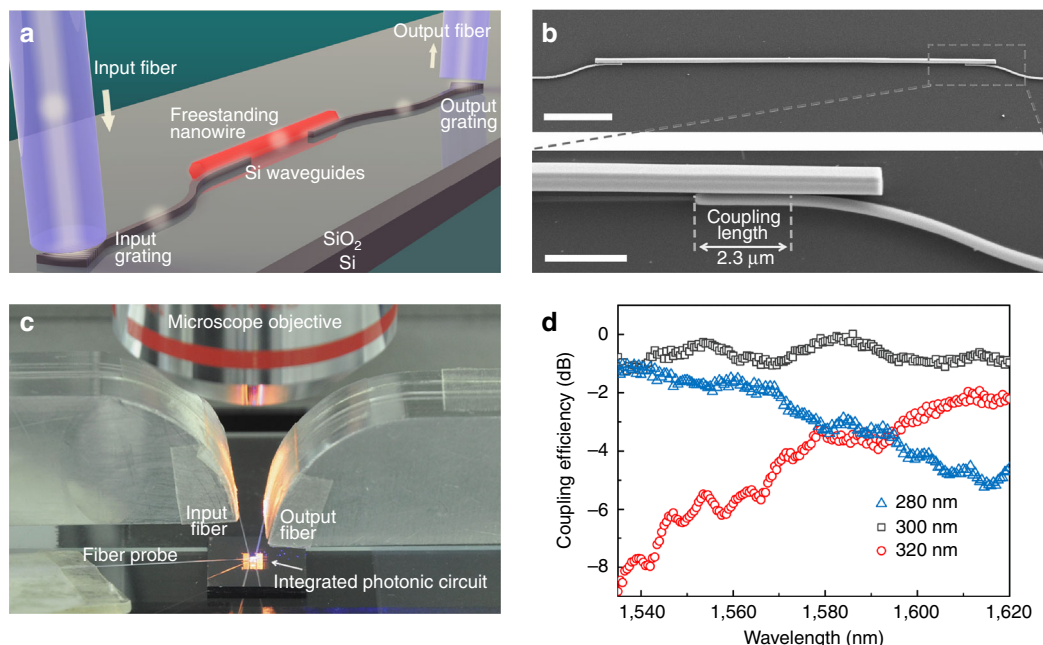 a
Input fiber
Output fiber
Freestanding
nanowire
Output
grating
Si waveguides
Input
grating
SiO2
Si
b
Coupling
length
2.3 μm
c
Microscope objective
Input
fiber
Output
fiber
Fiber probe
Integrated photonic circuit
d
Coupling efficiency (dB)
0
−2
−4
−6
−8
280 nm
300 nm
320 nm
1,540
1,560
1,580
1,600
1,620
Wavelength (nm)